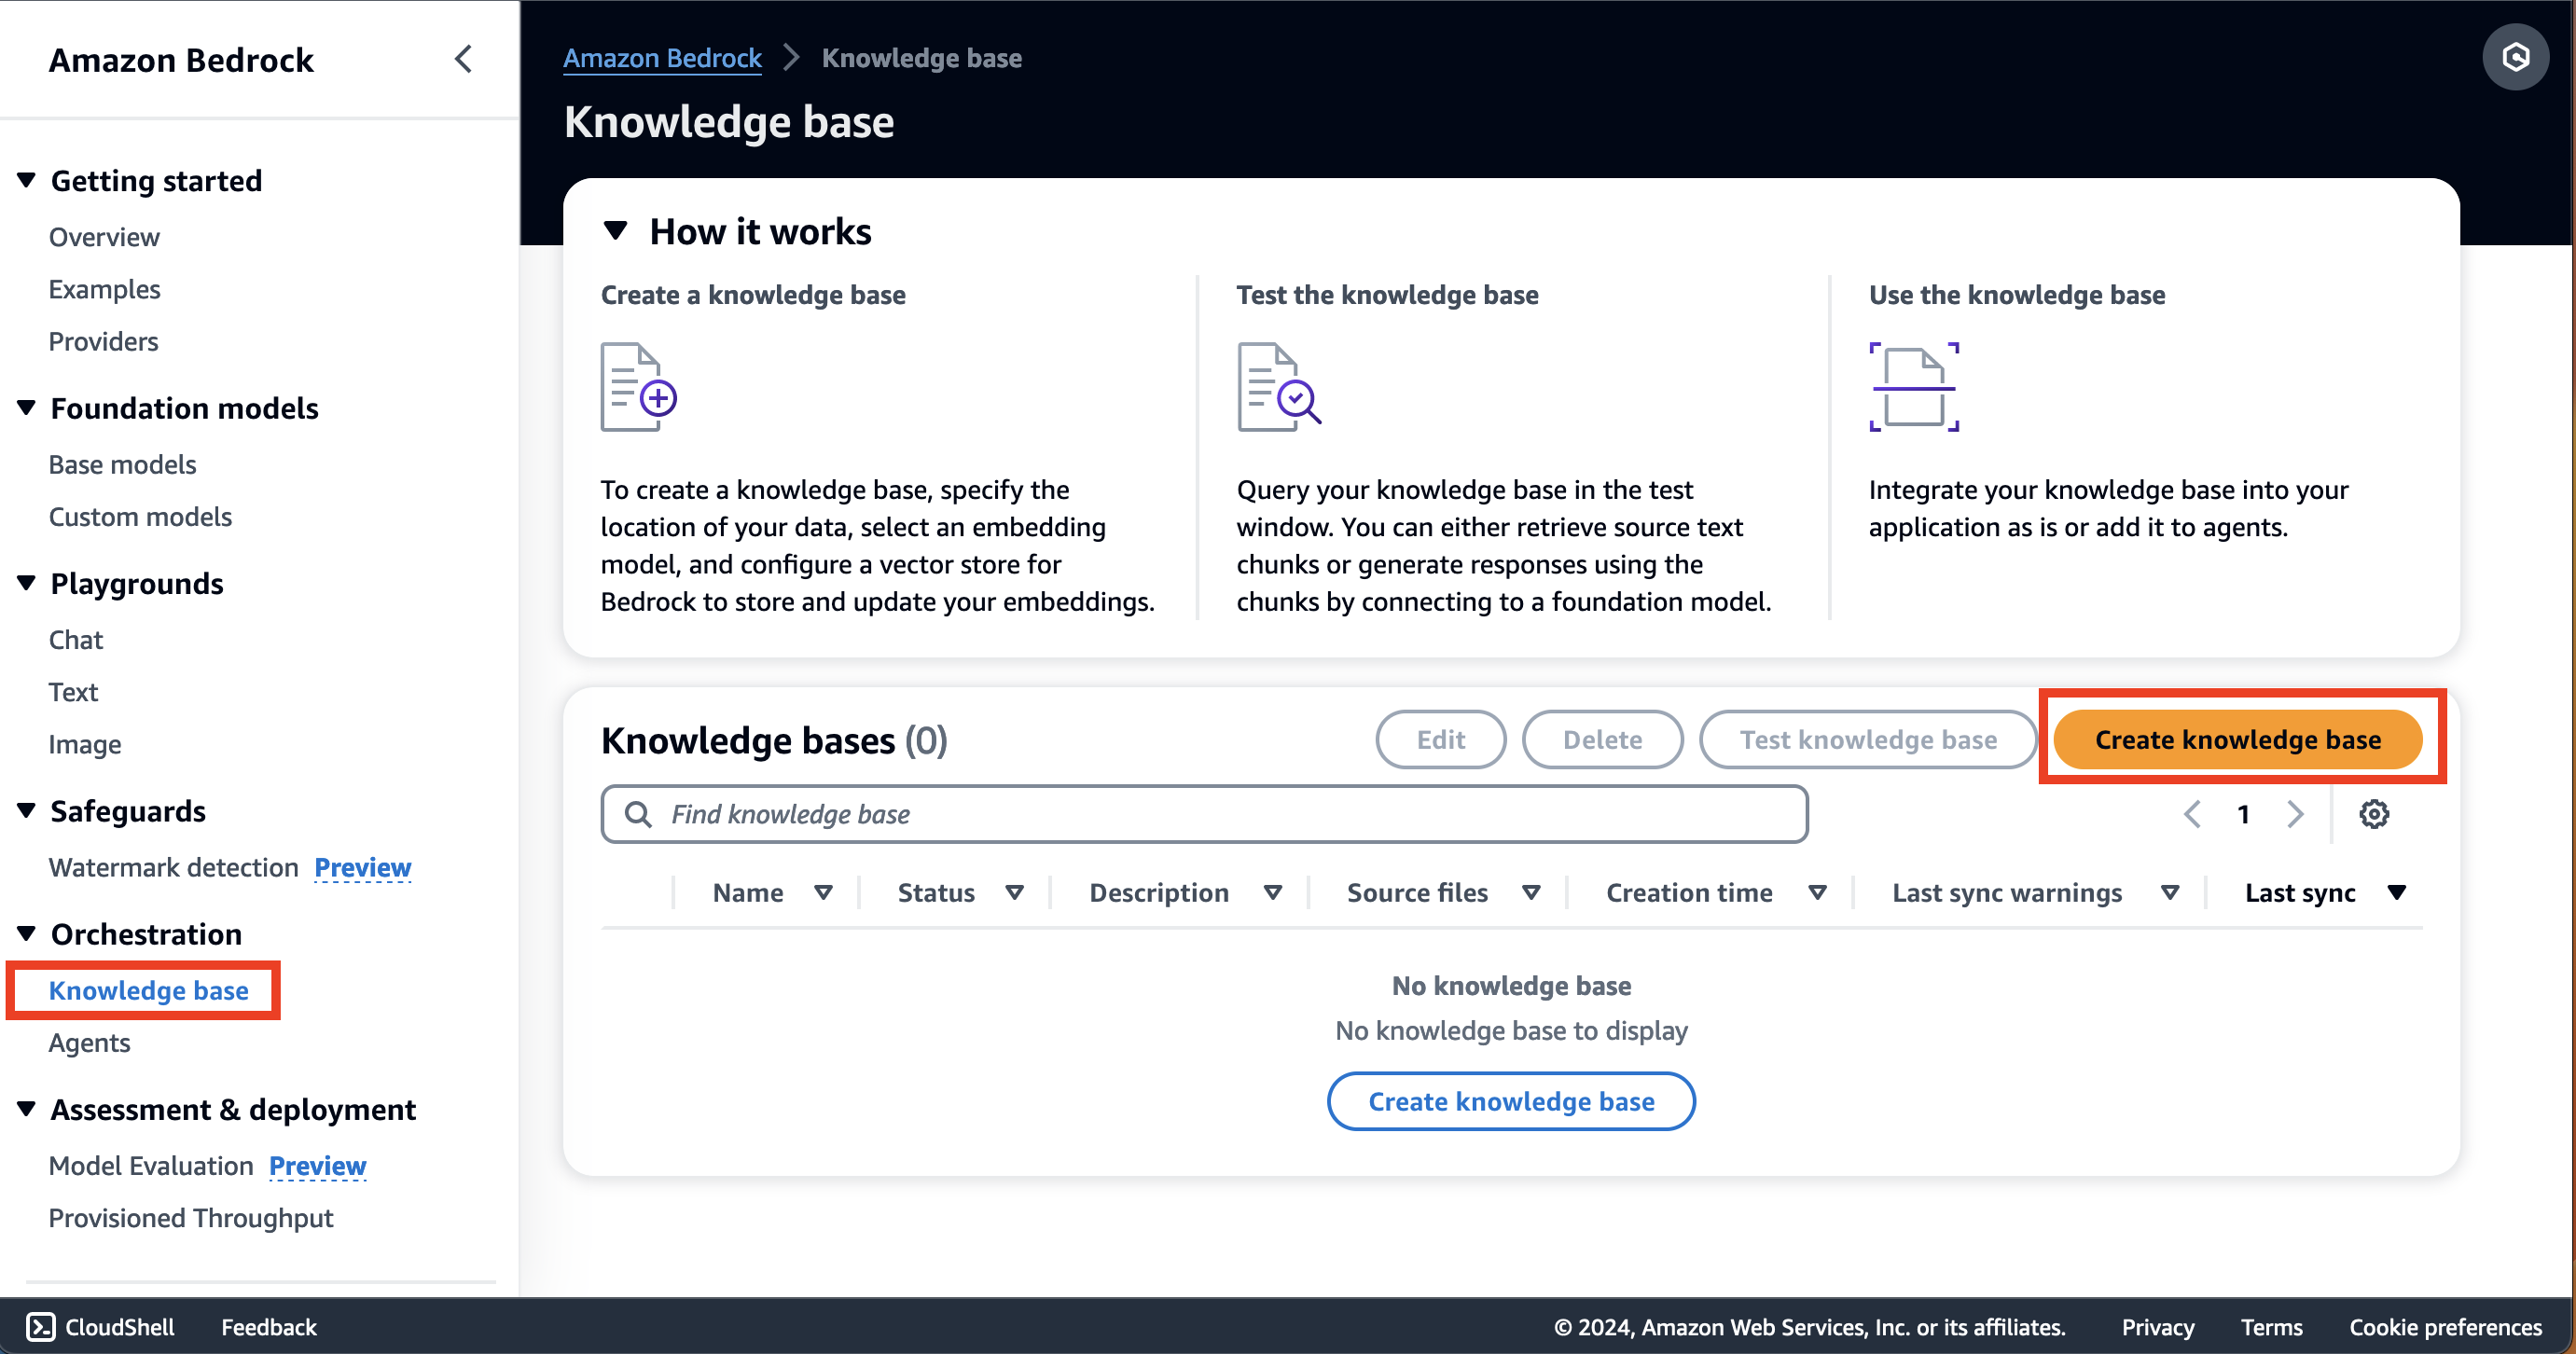 Amazon Bedrock
Getting started
Overview
Examples
Providers
Foundation models
Base models
Custom models
Playgrounds
Chat
Text
Image
Safeguards
Watermark detection Preview
Orchestration
Knowledge base
Agents
Assessment & deployment
Model Evaluation Preview
Provisioned Throughput
Amazon Bedrock Knowledge base
Knowledge base
How it works
Create a knowledge base
To create a knowledge base, specify the
location of your data, select an embedding
model, and configure a vector store for
Bedrock to store and update your embeddings.
Test the knowledge base
Query your knowledge base in the test
window. You can either retrieve source text
chunks or generate responses using the
chunks by connecting to a foundation model.
Use the knowledge base
Integrate your knowledge base into your
application as is or add it to agents.
Knowledge bases (0)
Edit Delete Test knowledge base Create knowledge base
Find knowledge base
1
Name Status Description Source files Creation time Last sync warnings Last sync
No knowledge base
No knowledge base to display
Create knowledge base
CloudShell Feedback © 2024, Amazon Web Services, Inc. or its affiliates. Privacy Terms Cookie preferences